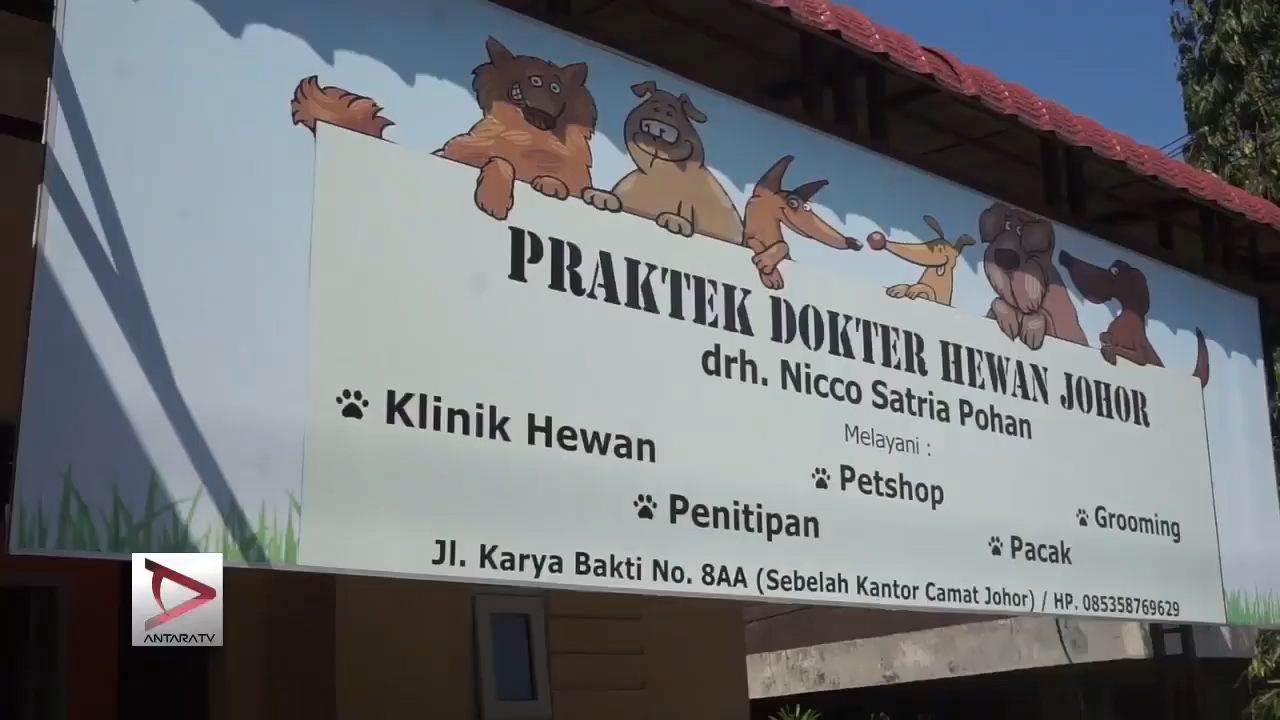 PRAKTEK DOKTER HEWAN JOHOR
drh. Nicco Satria Pohan
Melayani :
Klinik Hewan
Petshop
Grooming
Penitipan
Pacak
Jl. Karya Bakti No. 8AA (Sebelah Kantor Camat Johor) / HP. 085358769629
ANTARATV